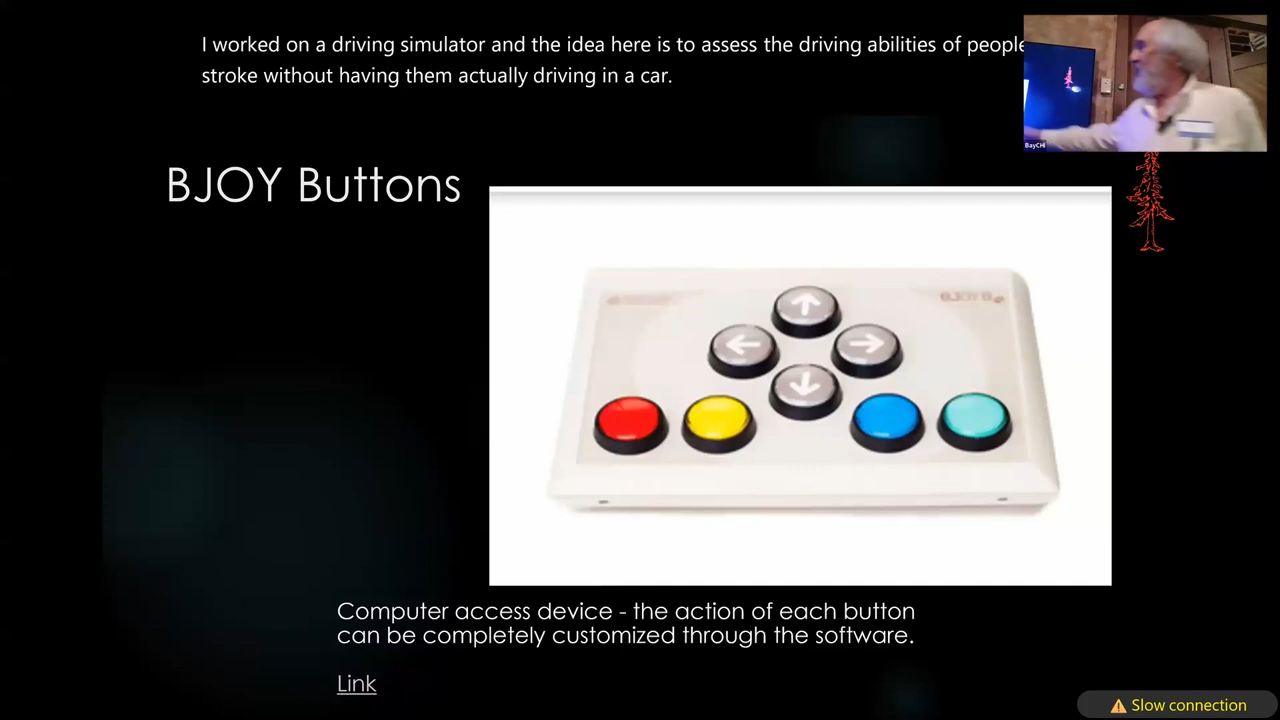 I worked on a driving simulator and the idea here is to assess the driving abilities of people
stroke without having them actually driving in a car.
BayCHI
BJOY Buttons
BJOY B
Computer access device - the action of each button
can be completely customized through the software.
Link
Slow connection